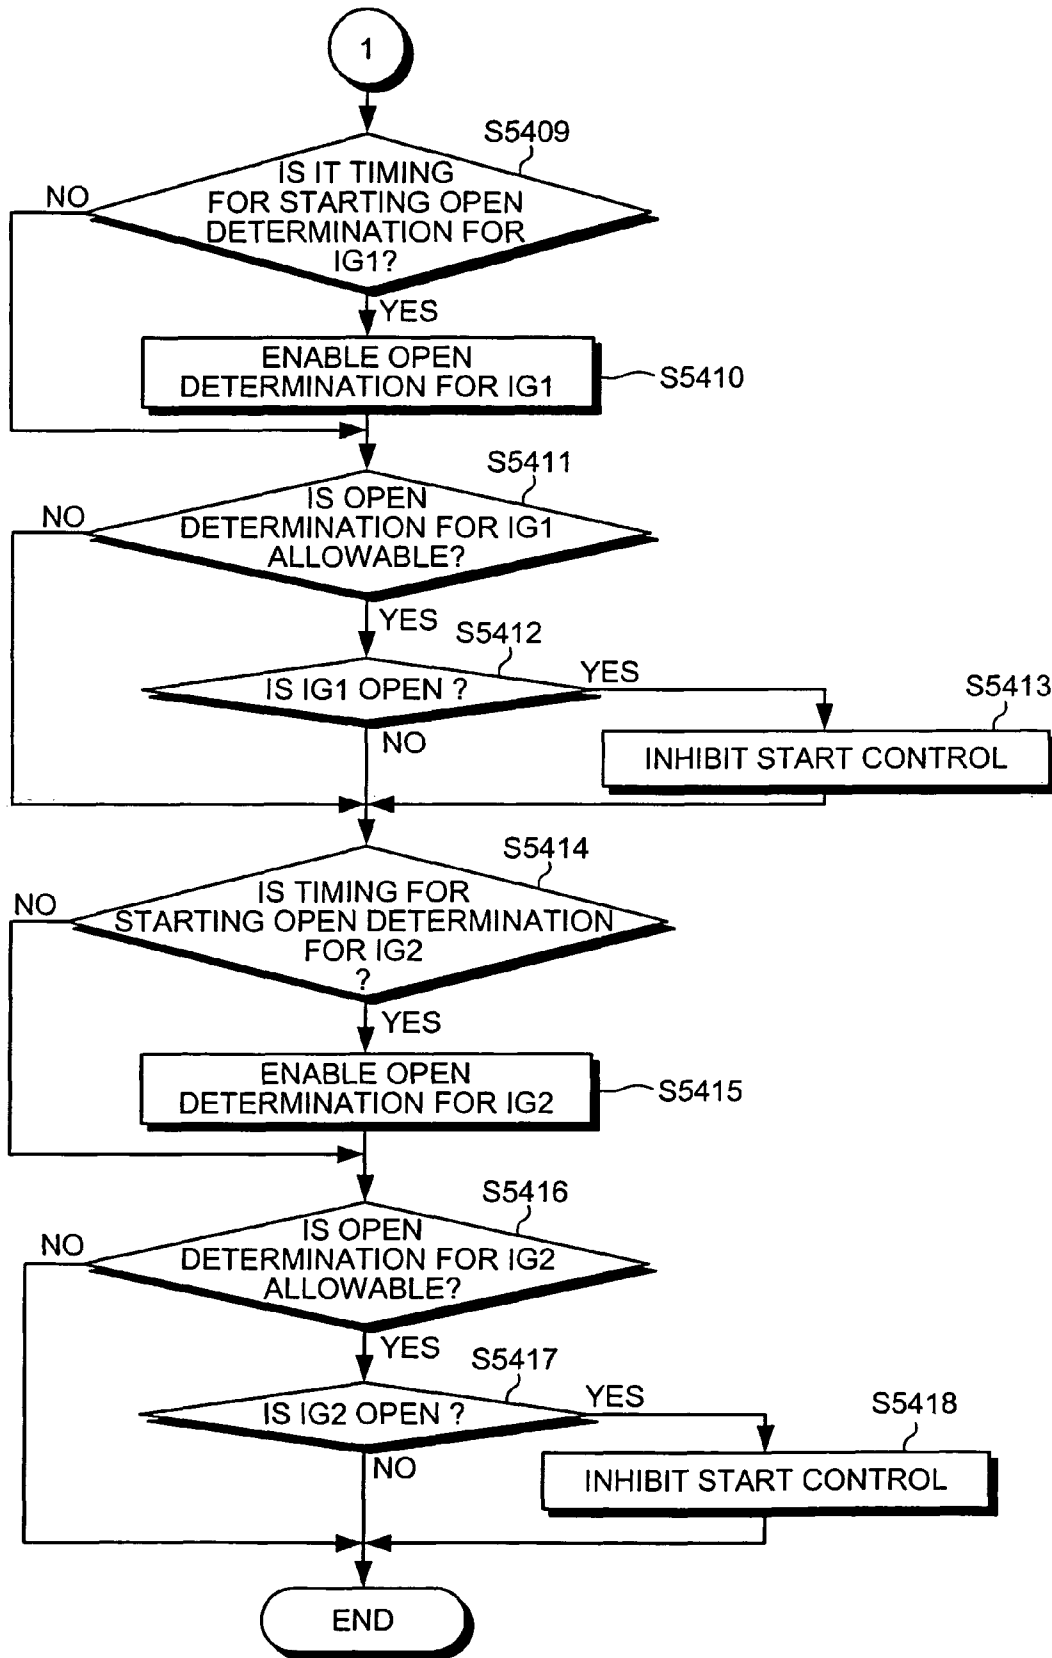 1
S5409
IS IT TIMING
FOR STARTING OPEN
DETERMINATION FOR
IG1?
NO
YES
ENABLE OPEN
DETERMINATION FOR IG1
S5410
S5411
IS OPEN
DETERMINATION FOR IG1
ALLOWABLE?
NO
YES
S5412
IS IG1 OPEN ?
YES
NO
S5413
INHIBIT START CONTROL
S5414
IS TIMING FOR
STARTING OPEN DETERMINATION
FOR IG2
?
NO
YES
ENABLE OPEN
DETERMINATION FOR IG2
S5415
S5416
IS OPEN
DETERMINATION FOR IG2
ALLOWABLE?
NO
YES
S5417
IS IG2 OPEN ?
YES
NO
S5418
INHIBIT START CONTROL
END